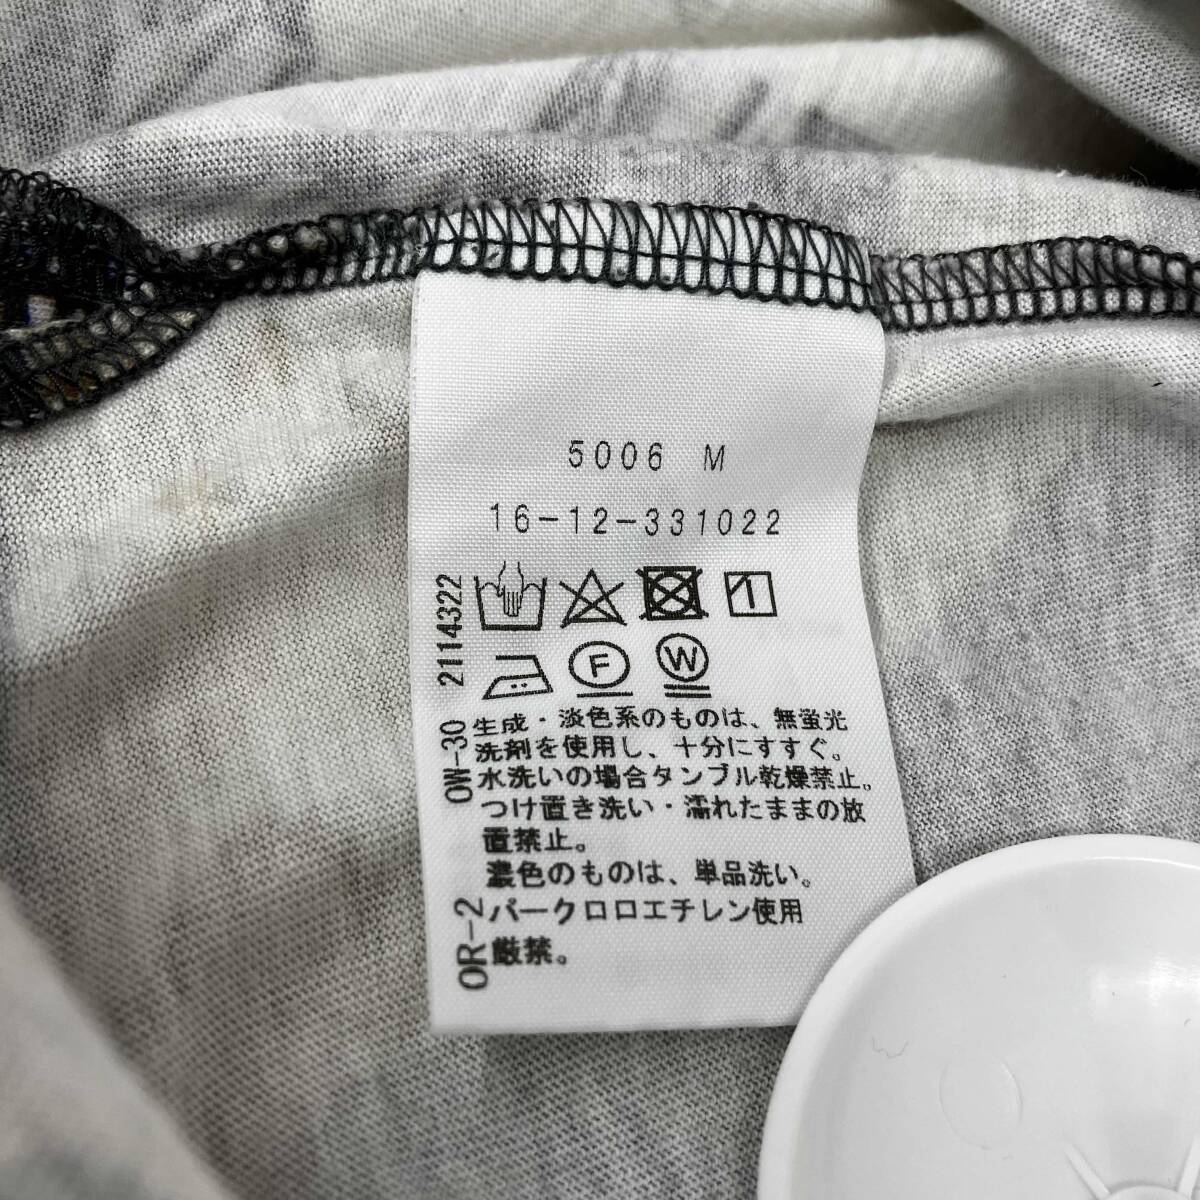 5006 M
16-12-331022
2114322
F W
OW-30
生成・淡色系のものは、無蛍光
洗剤を使用し、十分にすすぐ。
水洗いの場合タンブル乾燥禁止。
つけ置き洗い・濡れたままの放
置禁止。
濃色のものは、単品洗い。
OR-2
パークロロエチレン使用
厳禁。